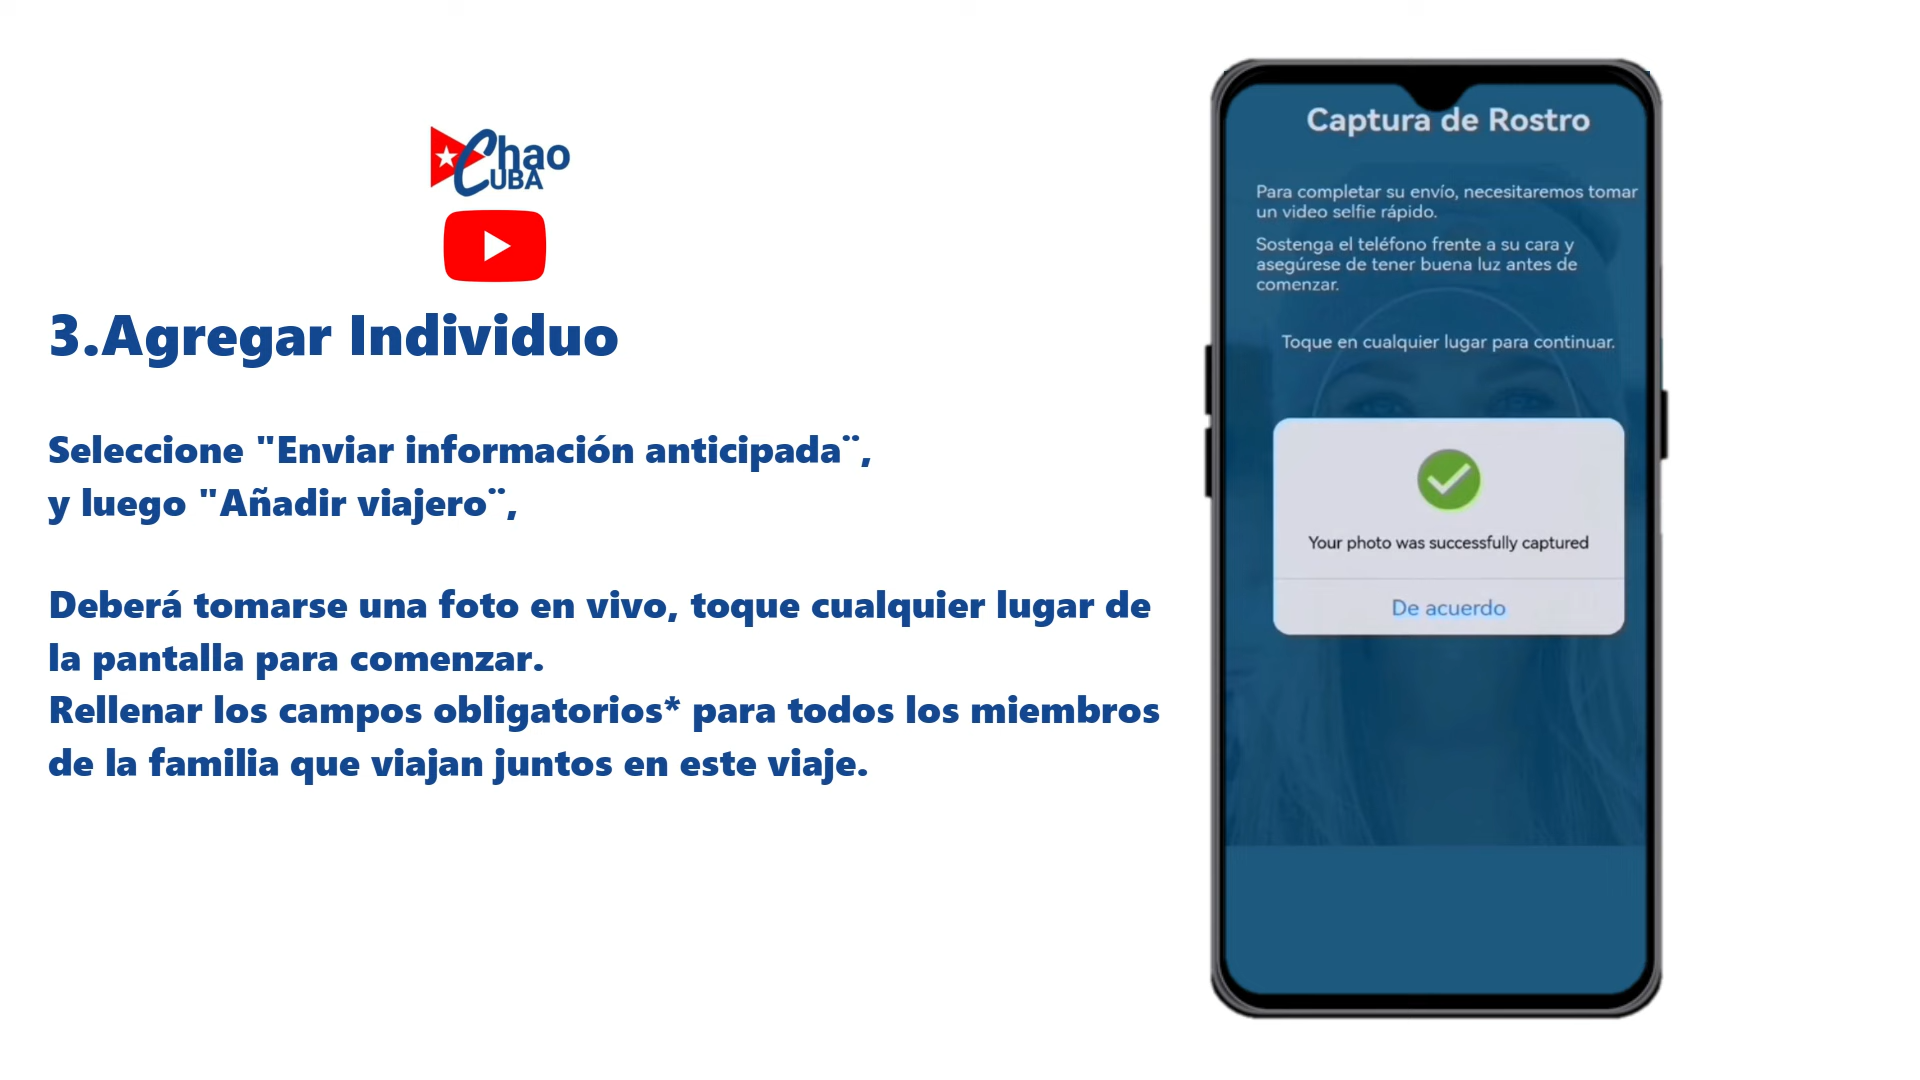 Chao
CUBA
3.Agregar Individuo
Seleccione "Enviar información anticipada¨,
y luego "Añadir viajero¨,
Deberá tomarse una foto en vivo, toque cualquier lugar de
la pantalla para comenzar.
Rellenar los campos obligatorios* para todos los miembros
de la familia que viajan juntos en este viaje.
Captura de Rostro
Para completar su envío, necesitaremos tomar
un video selfie rápido.
Sostenga el teléfono frente a su cara y
asegúrese de tener buena luz antes de
comenzar.
Toque en cualquier lugar para continuar.
Your photo was successfully captured
De acuerdo